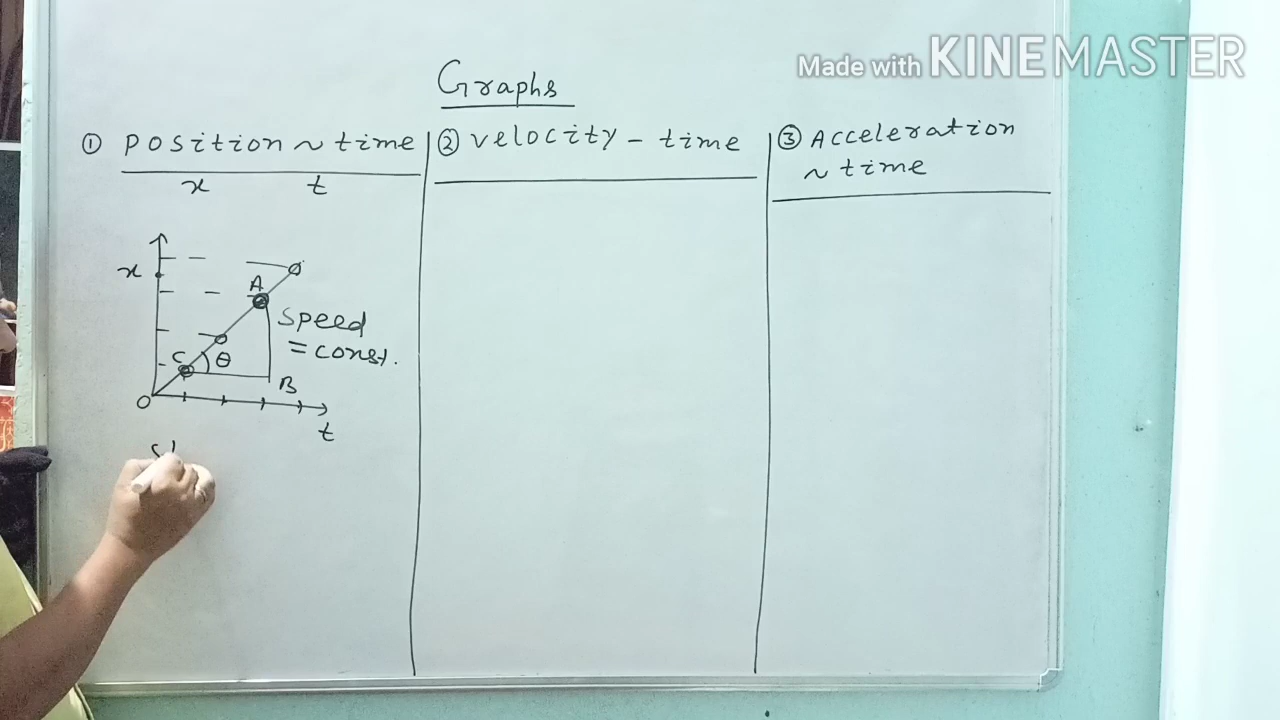 Made with KINEMASTER
Graphs
① Position ~ time
x t
② velocity - time
③ Acceleration
~ time
x
A
Speed
= const.
C θ
B
O
t